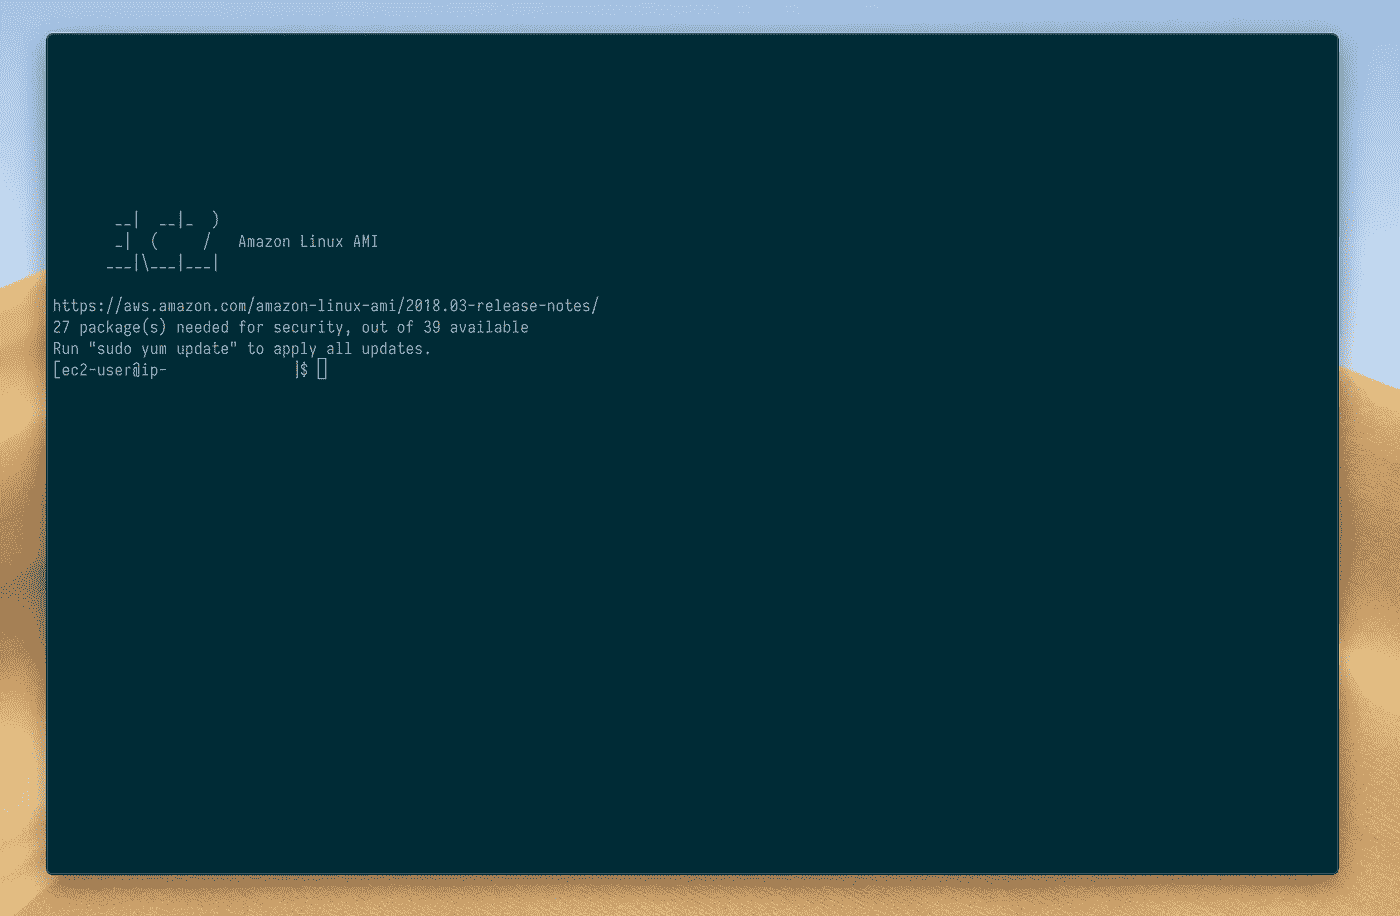 __|  __|_  )
_|  (     /   Amazon Linux AMI
___|\___|___|
https://aws.amazon.com/amazon-linux-ami/2018.03-release-notes/
27 package(s) needed for security, out of 39 available
Run "sudo yum update" to apply all updates.
[ec2-user@ip-               ]$